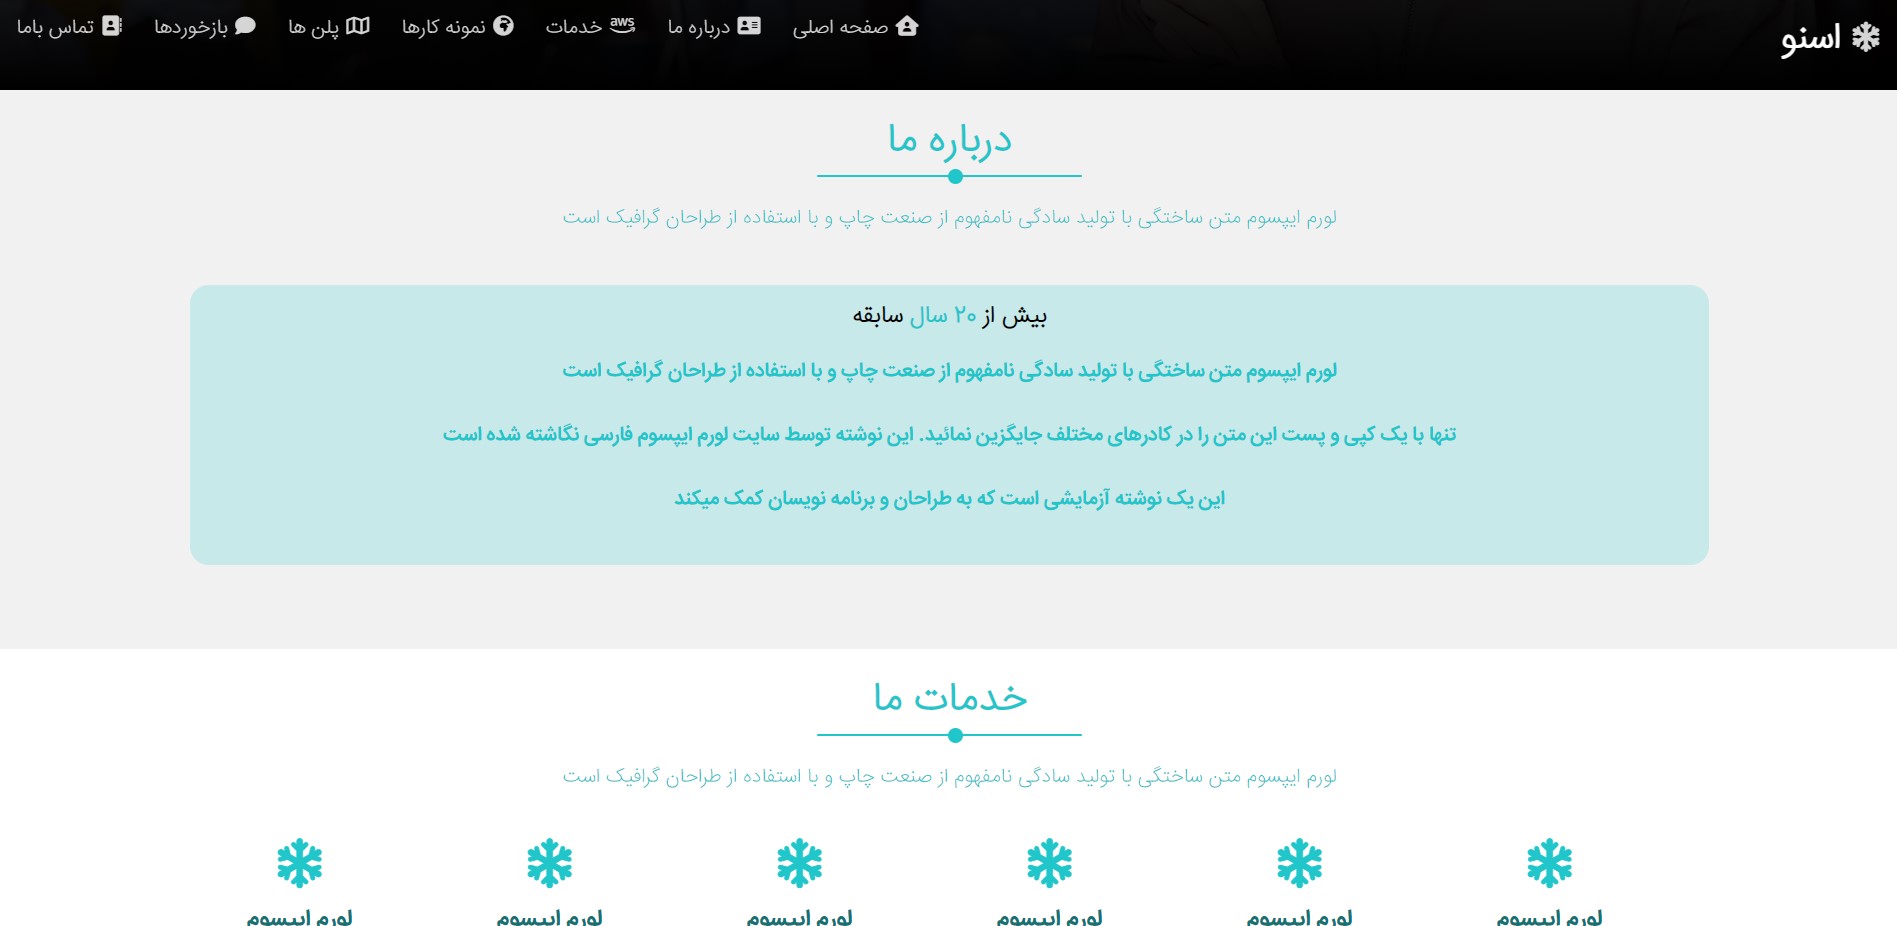 اسنو
صفحه اصلی
درباره ما
aws خدمات
نمونه کارها
پلن ها
بازخوردها
تماس باما
درباره ما
لورم ایپسوم متن ساختگی با تولید سادگی نامفهوم از صنعت چاپ و با استفاده از طراحان گرافیک است
بیش از ۲۰ سال سابقه
لورم ایپسوم متن ساختگی با تولید سادگی نامفهوم از صنعت چاپ و با استفاده از طراحان گرافیک است
تنها با یک کپی و پست این متن را در کادرهای مختلف جایگزین نمائید. این نوشته توسط سایت لورم ایپسوم فارسی نگاشته شده است
این یک نوشته آزمایشی است که به طراحان و برنامه نویسان کمک میکند
خدمات ما
لورم ایپسوم متن ساختگی با تولید سادگی نامفهوم از صنعت چاپ و با استفاده از طراحان گرافیک است
لورم ایپسوم
لورم ایپسوم
لورم ایپسوم
لورم ایپسوم
لورم ایپسوم
لورم ایپسوم